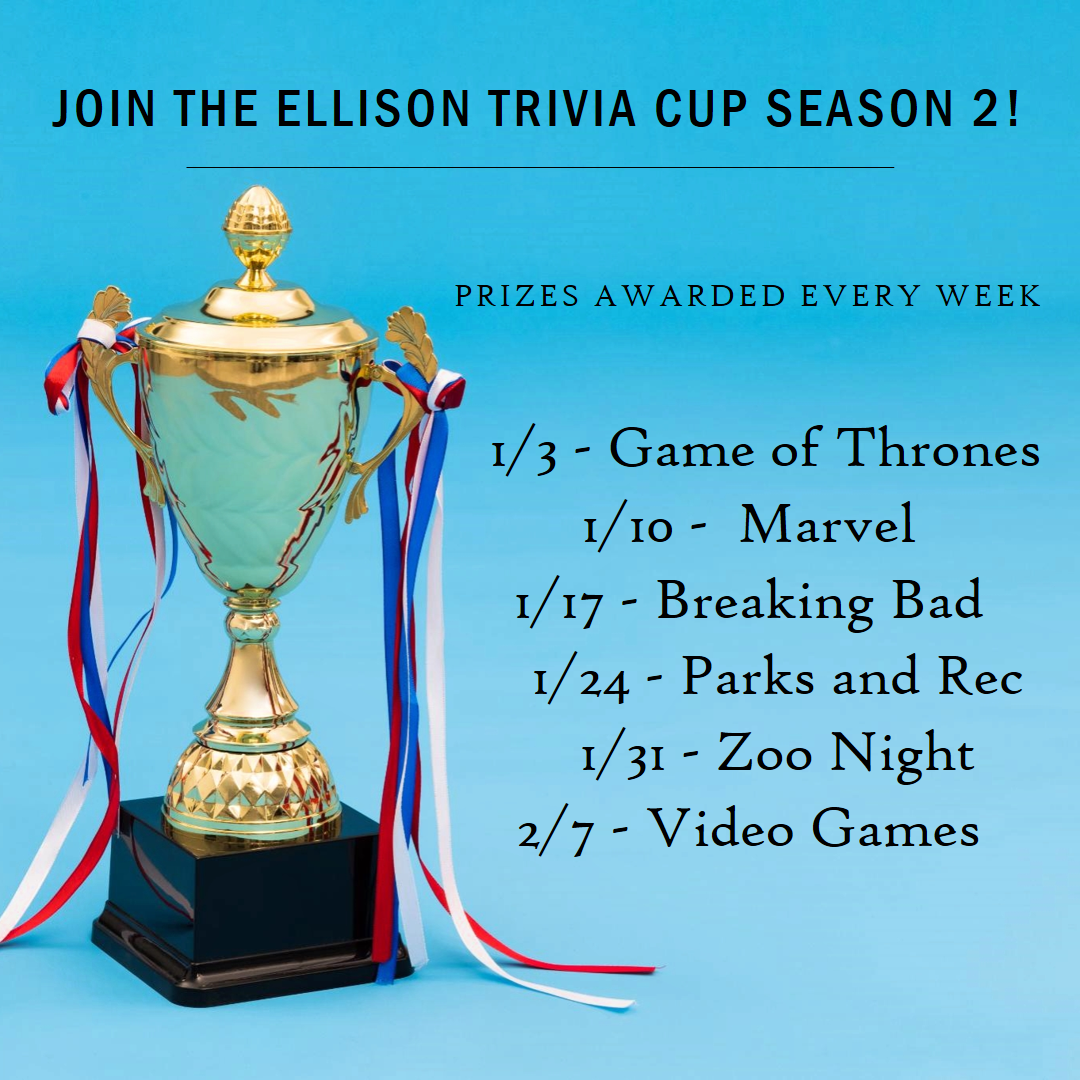 JOIN THE ELLISON TRIVIA CUP SEASON 2!
PRIZES AWARDED EVERY WEEK
1/3 - Game of Thrones
1/10 - Marvel
1/17 - Breaking Bad
1/24 - Parks and Rec
1/31 - Zoo Night
2/7 - Video Games